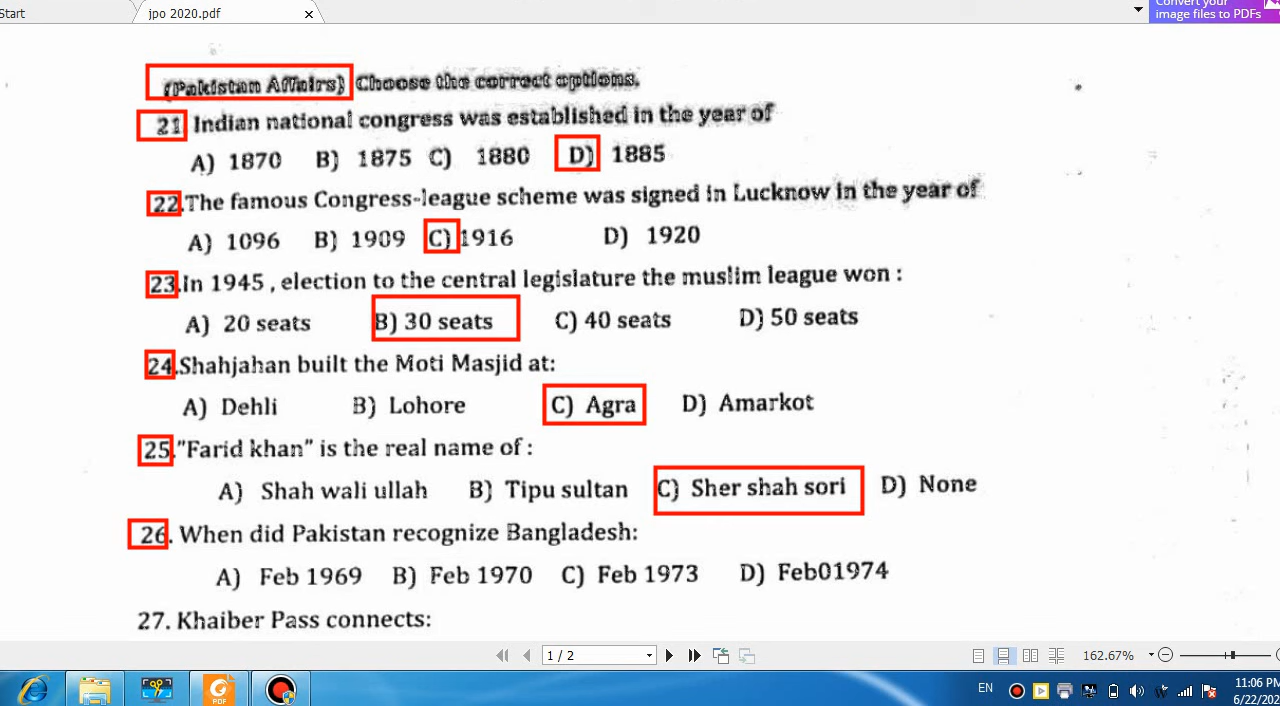 Start
jpo 2020.pdf ×
Convert your
image files to PDFs
(Pakistan Affairs) Choose the correct options.
21. Indian national congress was established in the year of
A) 1870 B) 1875 C) 1880 D) 1885
22.The famous Congress-league scheme was signed in Lucknow in the year of
A) 1096 B) 1909 C) 1916 D) 1920
23.In 1945 , election to the central legislature the muslim league won :
A) 20 seats B) 30 seats C) 40 seats D) 50 seats
24.Shahjahan built the Moti Masjid at:
A) Dehli B) Lohore C) Agra D) Amarkot
25."Farid khan" is the real name of :
A) Shah wali ullah B) Tipu sultan C) Sher shah sori D) None
26. When did Pakistan recognize Bangladesh:
A) Feb 1969 B) Feb 1970 C) Feb 1973 D) Feb01974
27. Khaiber Pass connects:
1 / 2 162.67%
PDF
EN 11:06 PM
6/22/202